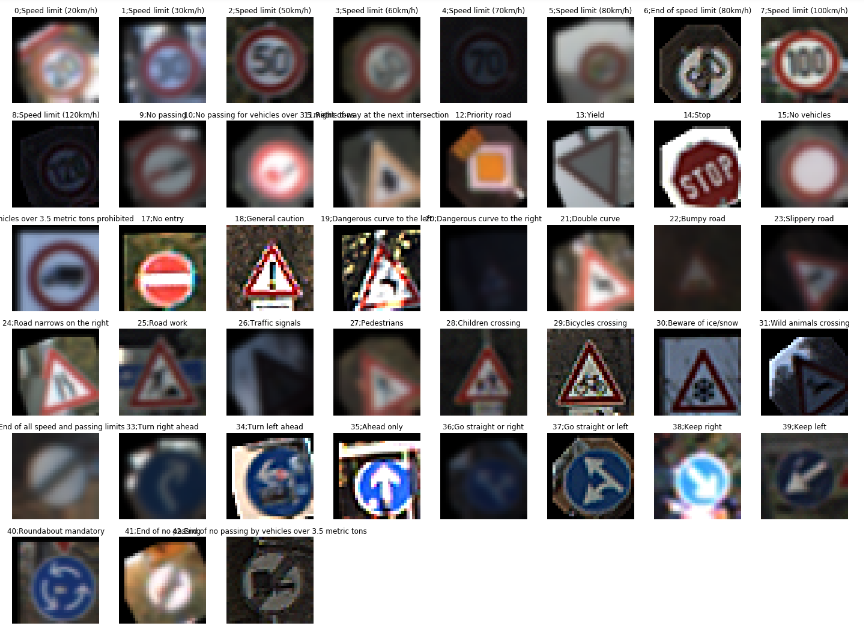 0;Speed limit (20km/h) 1;Speed limit (30km/h) 2;Speed limit (50km/h) 3;Speed limit (60km/h) 4;Speed limit (70km/h) 5;Speed limit (80km/h) 6;End of speed limit (80km/h) 7;Speed limit (100km/h)
50 70 100
8;Speed limit (120km/h) 9;No passing 10;No passing for vehicles over 3.5 metric tons 11;Right-of-way at the next intersection 12;Priority road 13;Yield 14;Stop 15;No vehicles
120 STOP
hicles over 3.5 metric tons prohibited 17;No entry 18;General caution 19;Dangerous curve to the left 20;Dangerous curve to the right 21;Double curve 22;Bumpy road 23;Slippery road
24;Road narrows on the right 25;Road work 26;Traffic signals 27;Pedestrians 28;Children crossing 29;Bicycles crossing 30;Beware of ice/snow 31;Wild animals crossing
End of all speed and passing limits 33;Turn right ahead 34;Turn left ahead 35;Ahead only 36;Go straight or right 37;Go straight or left 38;Keep right 39;Keep left
40;Roundabout mandatory 41;End of no passing 42;End of no passing by vehicles over 3.5 metric tons